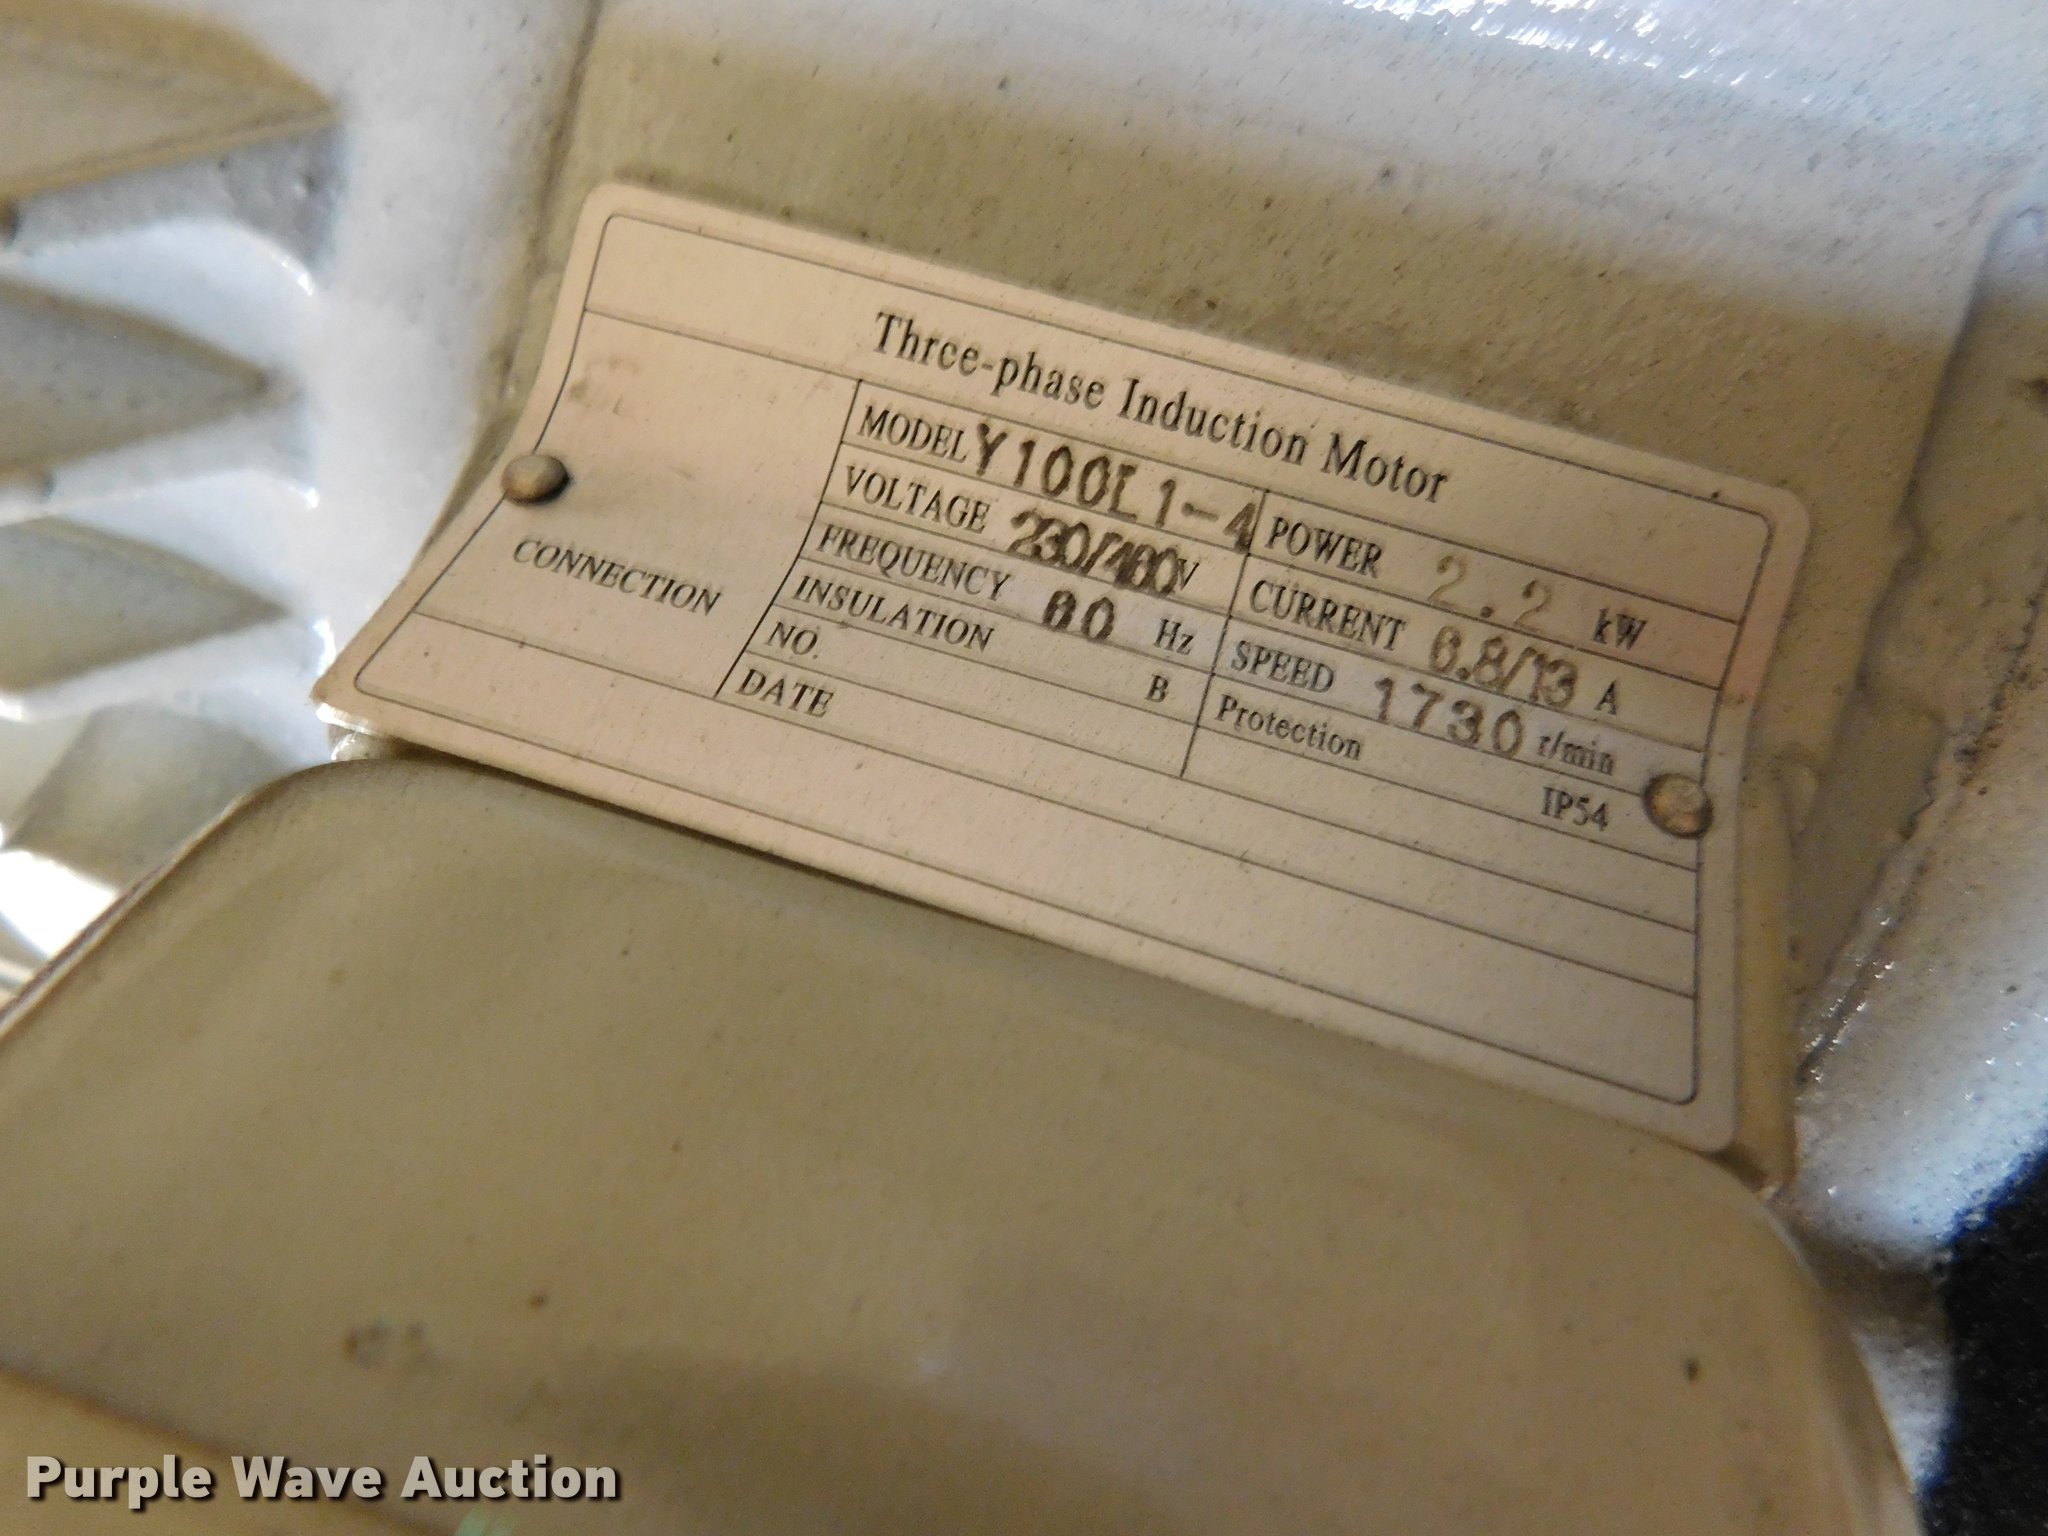 Three-phase Induction Motor
MODEL Y100L1-4 POWER 2.2 kW
VOLTAGE 230/460V CURRENT 6.8/13 A
FREQUENCY 60 Hz SPEED 1730 r/min
INSULATION B Protection IP54
NO.
DATE
CONNECTION
Purple Wave Auction